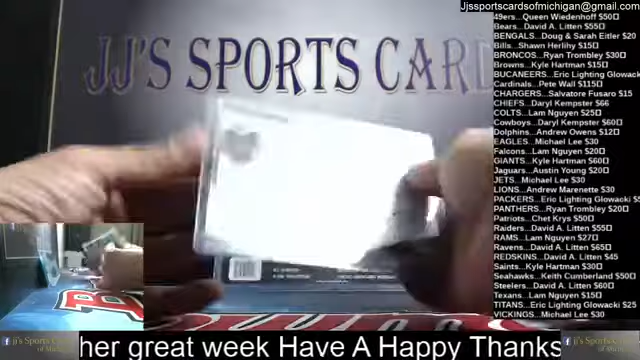 Jjssportscardsofmichigan@gmail.com
49ers...Queen Wiedenhoff $50
Bears...David A. Litten $55
BENGALS...Doug & Sarah Eitler $20
Bills...Shawn Herlihy $15
BRONCOS...Ryan Trombley $30
Browns...Kyle Hartman $15
BUCANEERS...Eric Lighting Glowacki
Cardinals...Pete Wall $115
CHARGERS...Salvatore Fusaro $15
CHIEFS...Daryl Kempster $66
COLTS...Lam Nguyen $25
Cowboys...Daryl Kempster $60
Dolphins...Andrew Owens $12
EAGLES...Michael Lee $30
Falcons...Lam Nguyen $20
GIANTS...Kyle Hartman $60
Jaguars...Austin Young $20
JETS...Michael Lee $30
LIONS...Andrew Marenette $30
PACKERS...Eric Glowacki $5
PANTHERS...Ryan Trombley $20
Patriots...Chet Krys $50
Raiders...David A. Litten $55
RAMS...Lam Nguyen $27
Ravens...David A. Litten $65
REDSKINS...David A. Litten $45
Saints...Kyle Hartman $30
Seahawks...Keith Cumberland $50
Steelers...David A. Litten $60
Texans...Lam Nguyen $15
TITANS...Eric Lighting Glowacki $25
VICKINGS...Michael Lee $30
JJ'S SPORTS CARD
jj's Sports
her great week Have A Happy Thanks
jj's Sports Car